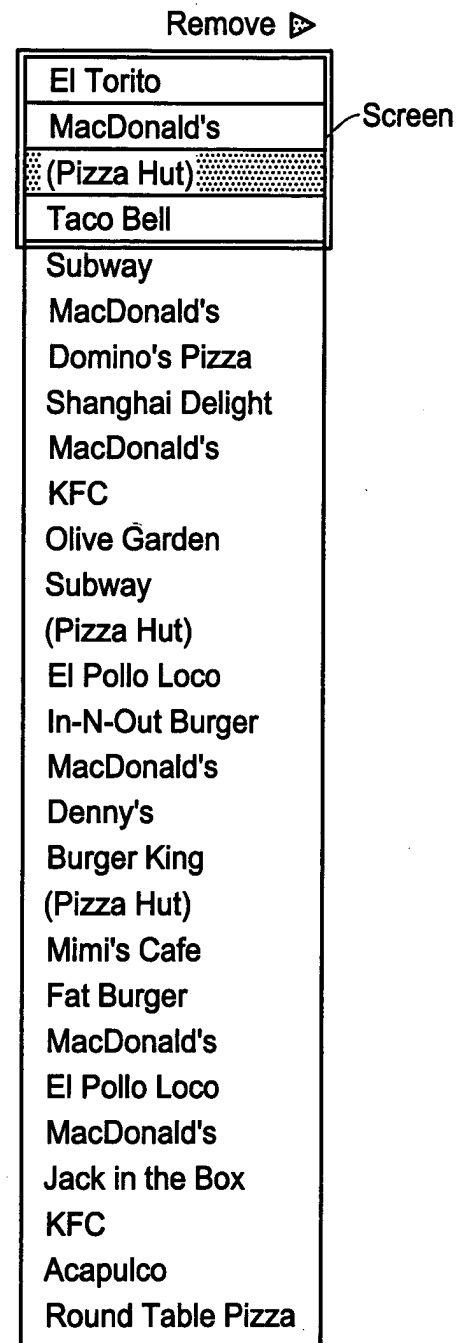 Remove
El Torito
MacDonald's
Screen
(Pizza Hut)
Taco Bell
Subway
MacDonald's
Domino's Pizza
Shanghai Delight
MacDonald's
KFC
Olive Garden
Subway
(Pizza Hut)
El Pollo Loco
In-N-Out Burger
MacDonald's
Denny's
Burger King
(Pizza Hut)
Mimi's Cafe
Fat Burger
MacDonald's
El Pollo Loco
MacDonald's
Jack in the Box
KFC
Acapulco
Round Table Pizza